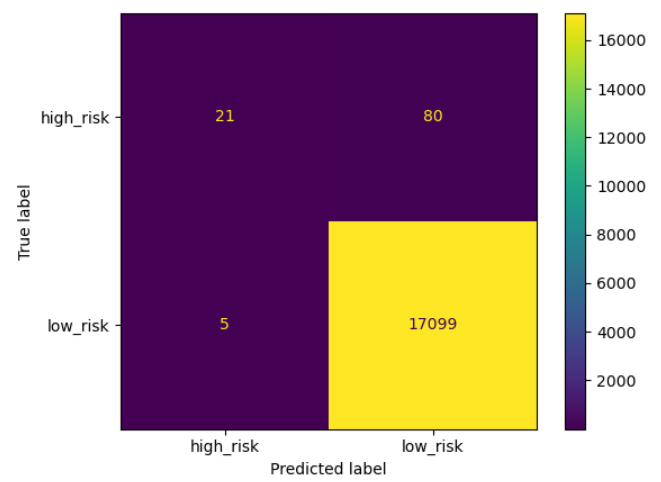 high_risk
low_risk
True label
21
80
5
17099
high_risk
low_risk
Predicted label
16000
14000
12000
10000
8000
6000
4000
2000